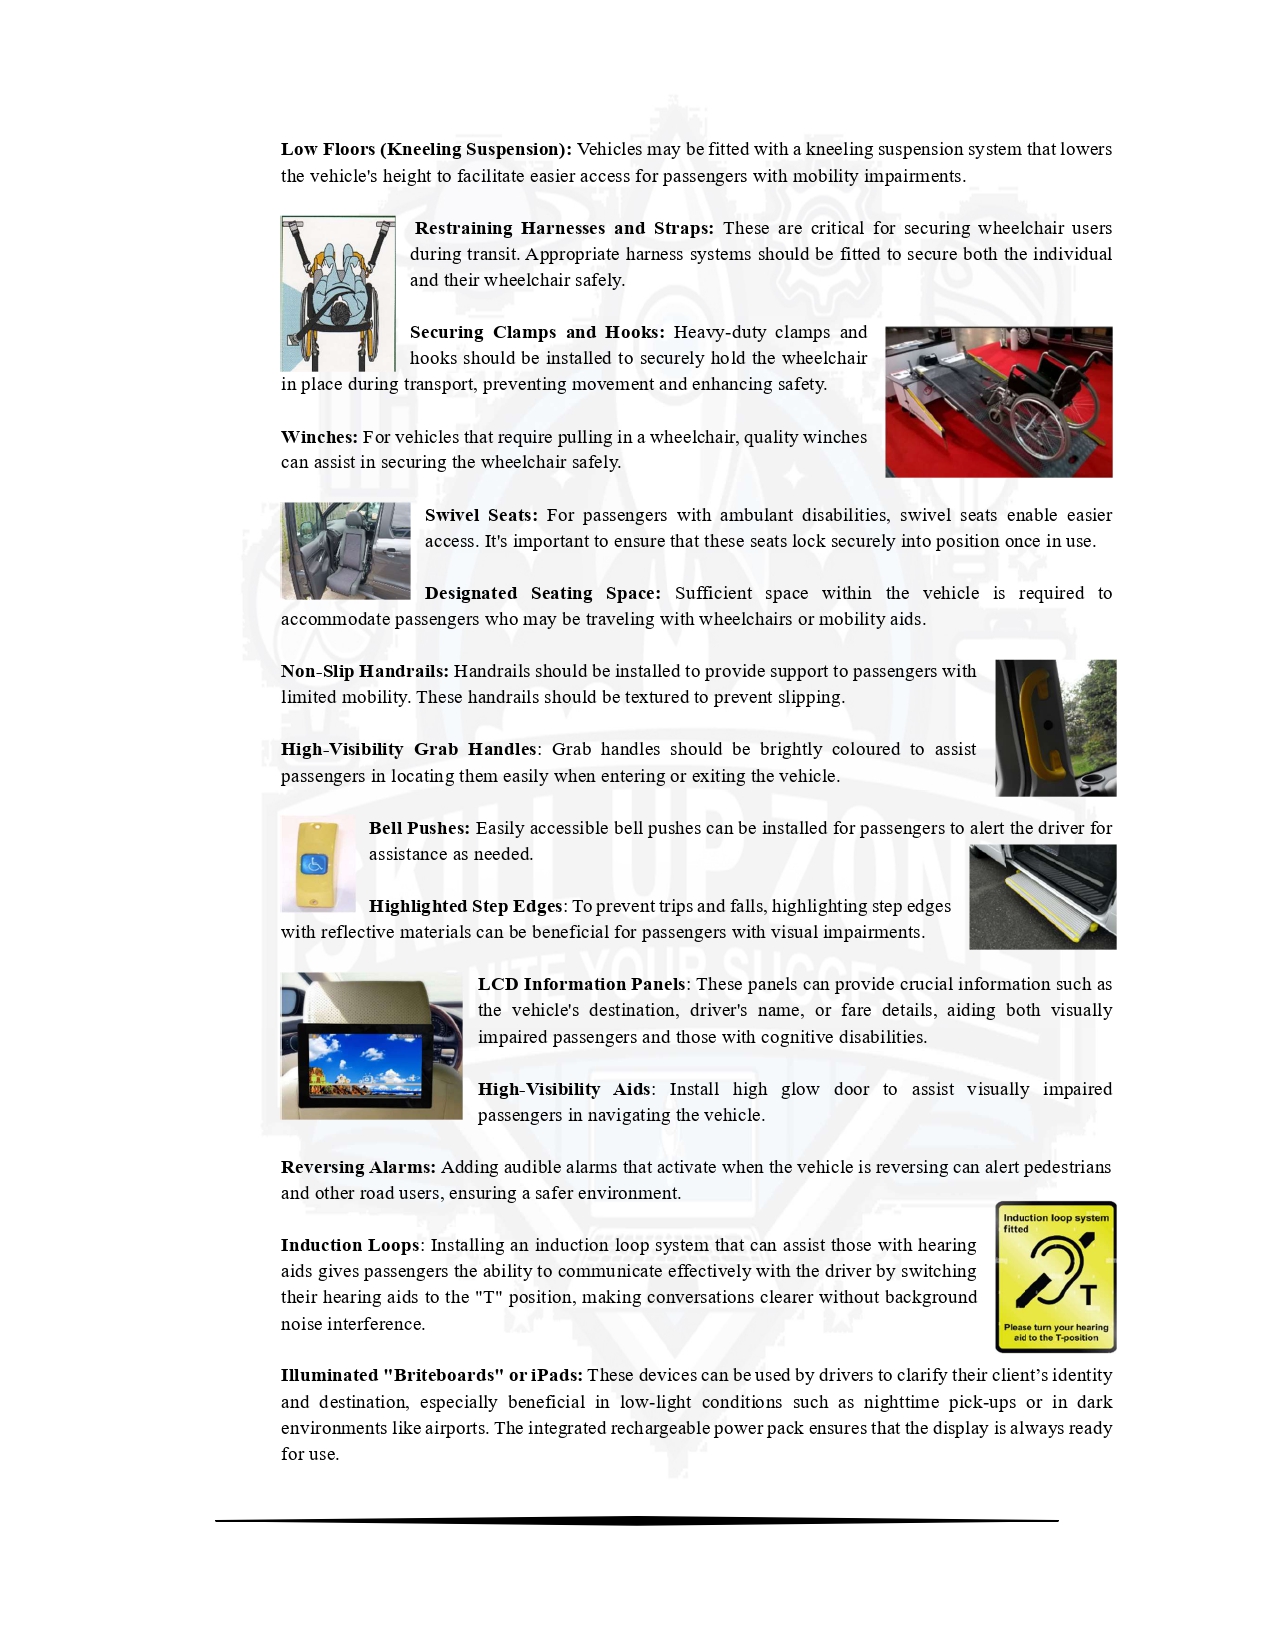 Low Floors (Kneeling Suspension): Vehicles may be fitted with a kneeling suspension system that lowers
the vehicle's height to facilitate easier access for passengers with mobility impairments.
Restraining Harnesses and Straps: These are critical for securing wheelchair users
during transit. Appropriate harness systems should be fitted to secure both the individual
and their wheelchair safely.
Securing Clamps and Hooks: Heavy-duty clamps and
hooks should be installed to securely hold the wheelchair
in place during transport, preventing movement and enhancing safety.
Winches: For vehicles that require pulling in a wheelchair, quality winches
can assist in securing the wheelchair safely.
Swivel Seats: For passengers with ambulant disabilities, swivel seats enable easier
access. It's important to ensure that these seats lock securely into position once in use.
Designated Seating Space: Sufficient space within the vehicle is required to
accommodate passengers who may be traveling with wheelchairs or mobility aids.
Non-Slip Handrails: Handrails should be installed to provide support to passengers with
limited mobility. These handrails should be textured to prevent slipping.
High-Visibility Grab Handles: Grab handles should be brightly coloured to assist
passengers in locating them easily when entering or exiting the vehicle.
Bell Pushes: Easily accessible bell pushes can be installed for passengers to alert the driver for
assistance as needed.
SKILL UP ZON
Highlighted Step Edges: To prevent trips and falls, highlighting step edges
with reflective materials can be beneficial for passengers with visual impairments.
NITE YOUR SUCCESS
LCD Information Panels: These panels can provide crucial information such as
the vehicle's destination, driver's name, or fare details, aiding both visually
impaired passengers and those with cognitive disabilities.
High-Visibility Aids: Install high glow door to assist visually impaired
passengers in navigating the vehicle.
Reversing Alarms: Adding audible alarms that activate when the vehicle is reversing can alert pedestrians
and other road users, ensuring a safer environment.
Induction Loops: Installing an induction loop system that can assist those with hearing
aids gives passengers the ability to communicate effectively with the driver by switching
their hearing aids to the "T" position, making conversations clearer without background
noise interference.
Induction loop system
fitted
T
Please turn your hearing
aid to the T-position
Illuminated "Briteboards" or iPads: These devices can be used by drivers to clarify their client’s identity
and destination, especially beneficial in low-light conditions such as nighttime pick-ups or in dark
environments like airports. The integrated rechargeable power pack ensures that the display is always ready
for use.